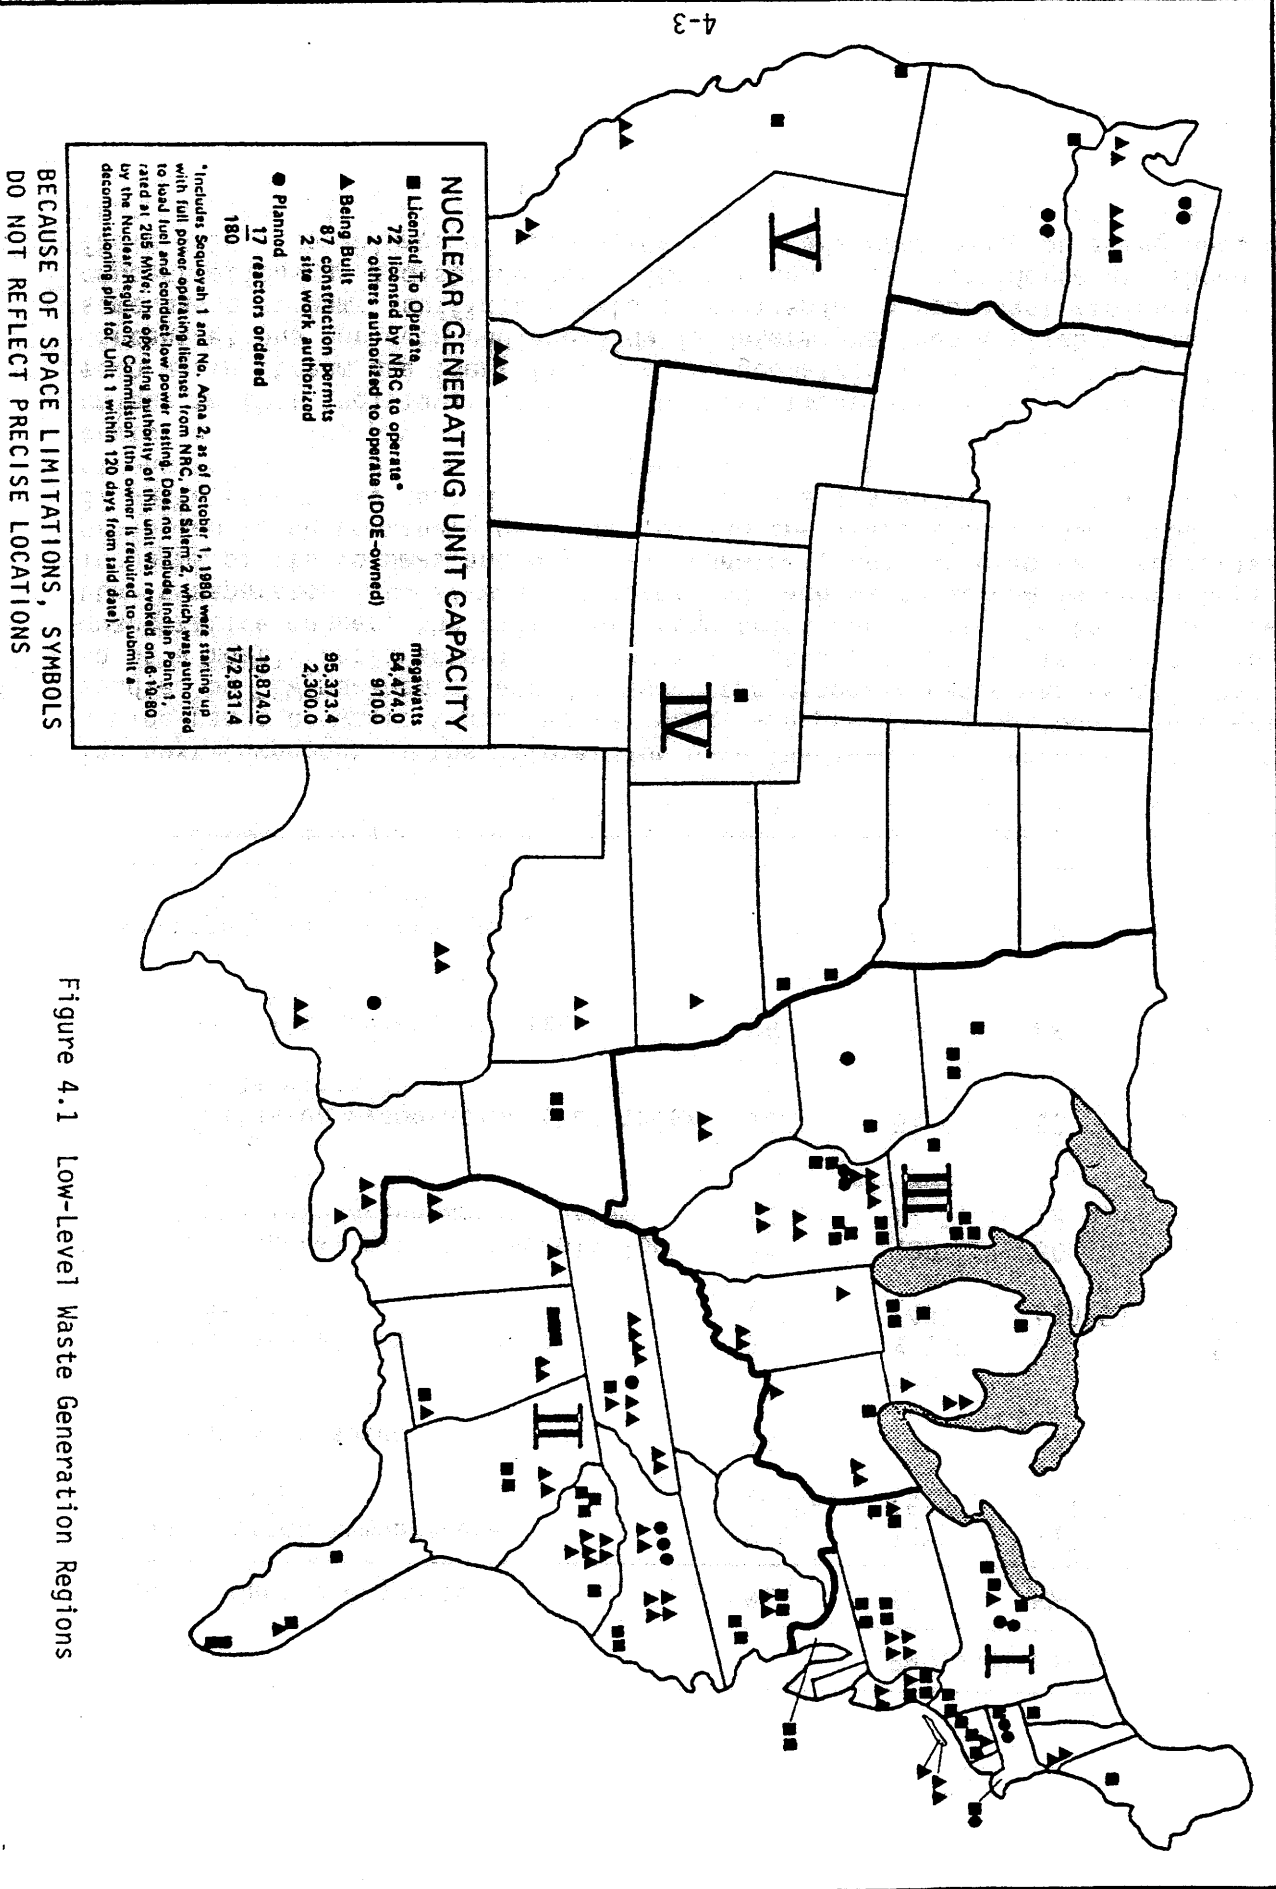 4-3
I
II
III
IV
V
NUCLEAR GENERATING UNIT CAPACITY
megawatts
■ Licensed To Operate
72 licensed by NRC to operate* 54,474.0
2 others authorized to operate (DOE-owned) 910.0
▲ Being Built
87 construction permits 95,373.4
2 site work authorized 2,300.0
● Planned
17 reactors ordered 19,874.0
180 172,931.4
*Includes Sequoyah 1 and No. Anna 2, as of October 1, 1980 were starting up
with full power operating licenses from NRC, and Salem 2, which was authorized
to load fuel and conduct low power testing. Does not include Indian Point 1,
rated at 265 MWe; the operating authority of this unit was revoked on 6-19-80
by the Nuclear Regulatory Commission (the owner is required to submit a
decommissioning plan for Unit 1 within 120 days from said date).
BECAUSE OF SPACE LIMITATIONS, SYMBOLS
DO NOT REFLECT PRECISE LOCATIONS
Figure 4.1 Low-Level Waste Generation Regions